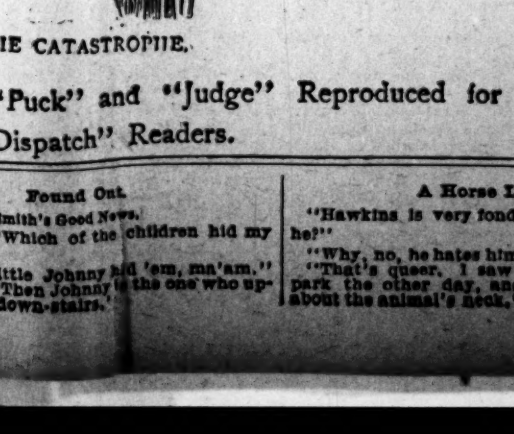 IE CATASTROPHE.
"Puck" and "Judge" Reproduced for
Dispatch" Readers.
Found Out.
Smith's Good News.
Which of the children hid my
ittle Johnny hid 'em, ma'am."
Then Johnny is the one who up-
down-stairs.'
A Horse L
"Hawkins is very fond
he?"
"Why, no, he hates him
"That's queer. I saw
park the other day, an
about the animal's neck.